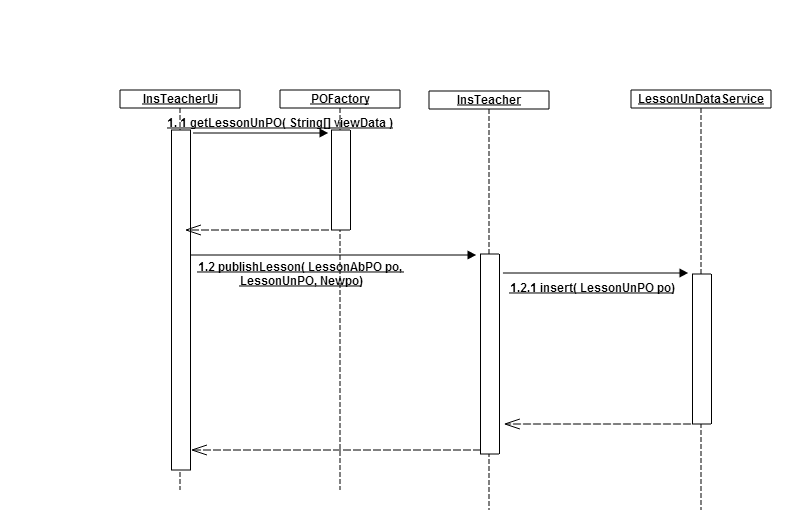 InsTeacherUi
POFactory
InsTeacher
LessonUnDataService
1.1 getLessonUnPO( String[] viewData )
1.2 publishLesson( LessonAbPO po,
LessonUnPO, Newpo)
1.2.1 insert( LessonUnPO po)